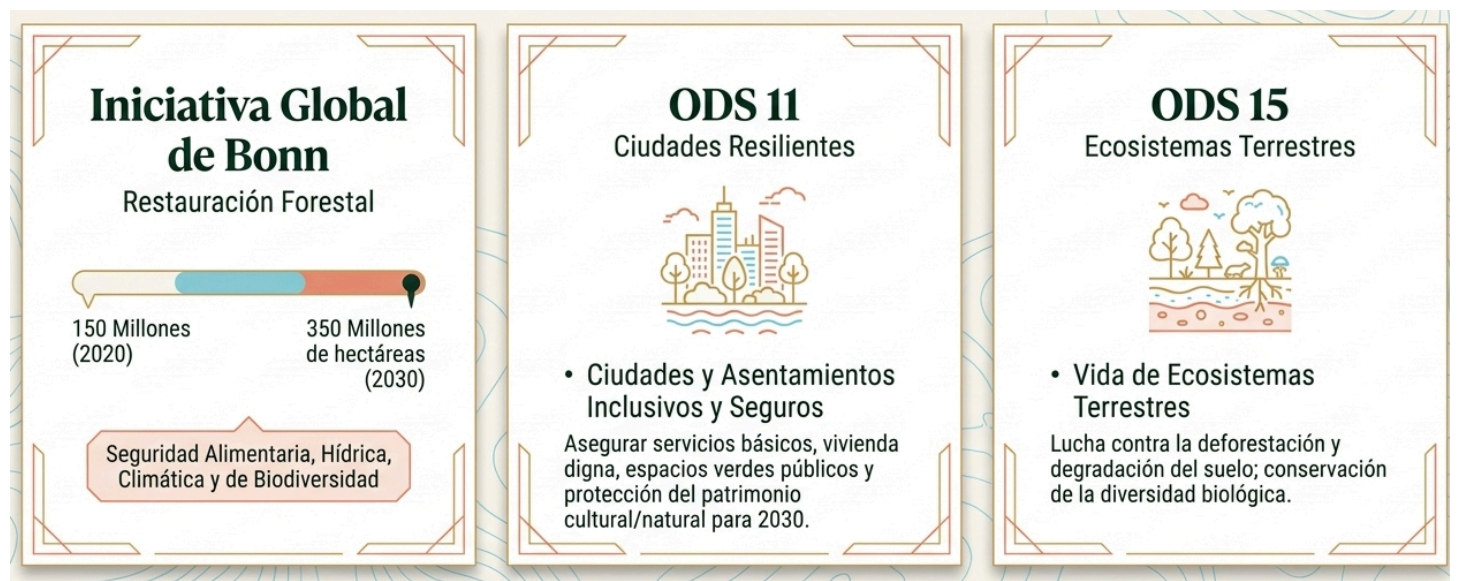 Iniciativa Global
de Bonn
Restauración Forestal
150 Millones
(2020)
350 Millones
de hectáreas
(2030)
Seguridad Alimentaria, Hídrica,
Climática y de Biodiversidad
ODS 11
Ciudades Resilientes
• Ciudades y Asentamientos
Inclusivos y Seguros
Asegurar servicios básicos, vivienda
digna, espacios verdes públicos y
protección del patrimonio
cultural/natural para 2030.
ODS 15
Ecosistemas Terrestres
• Vida de Ecosistemas
Terrestres
Lucha contra la deforestación y
degradación del suelo; conservación
de la diversidad biológica.